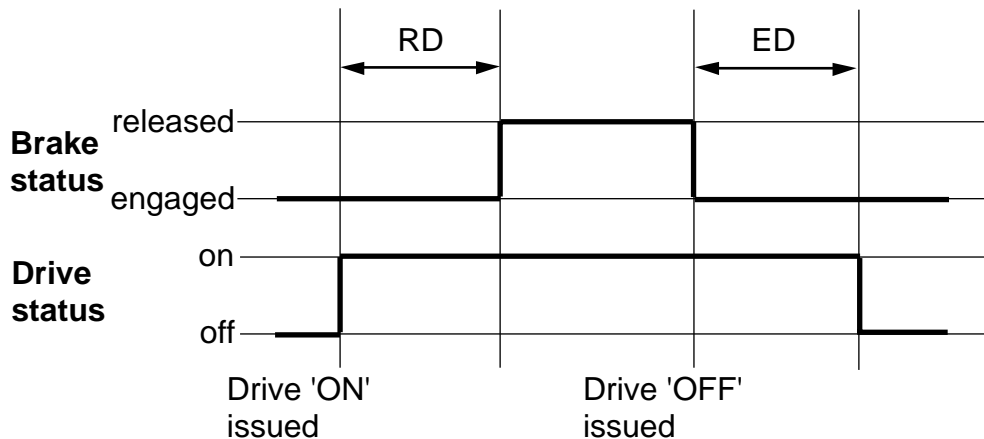 RD
ED
released
Brake
status
engaged
on
Drive
status
off
Drive 'ON'
issued
Drive 'OFF'
issued